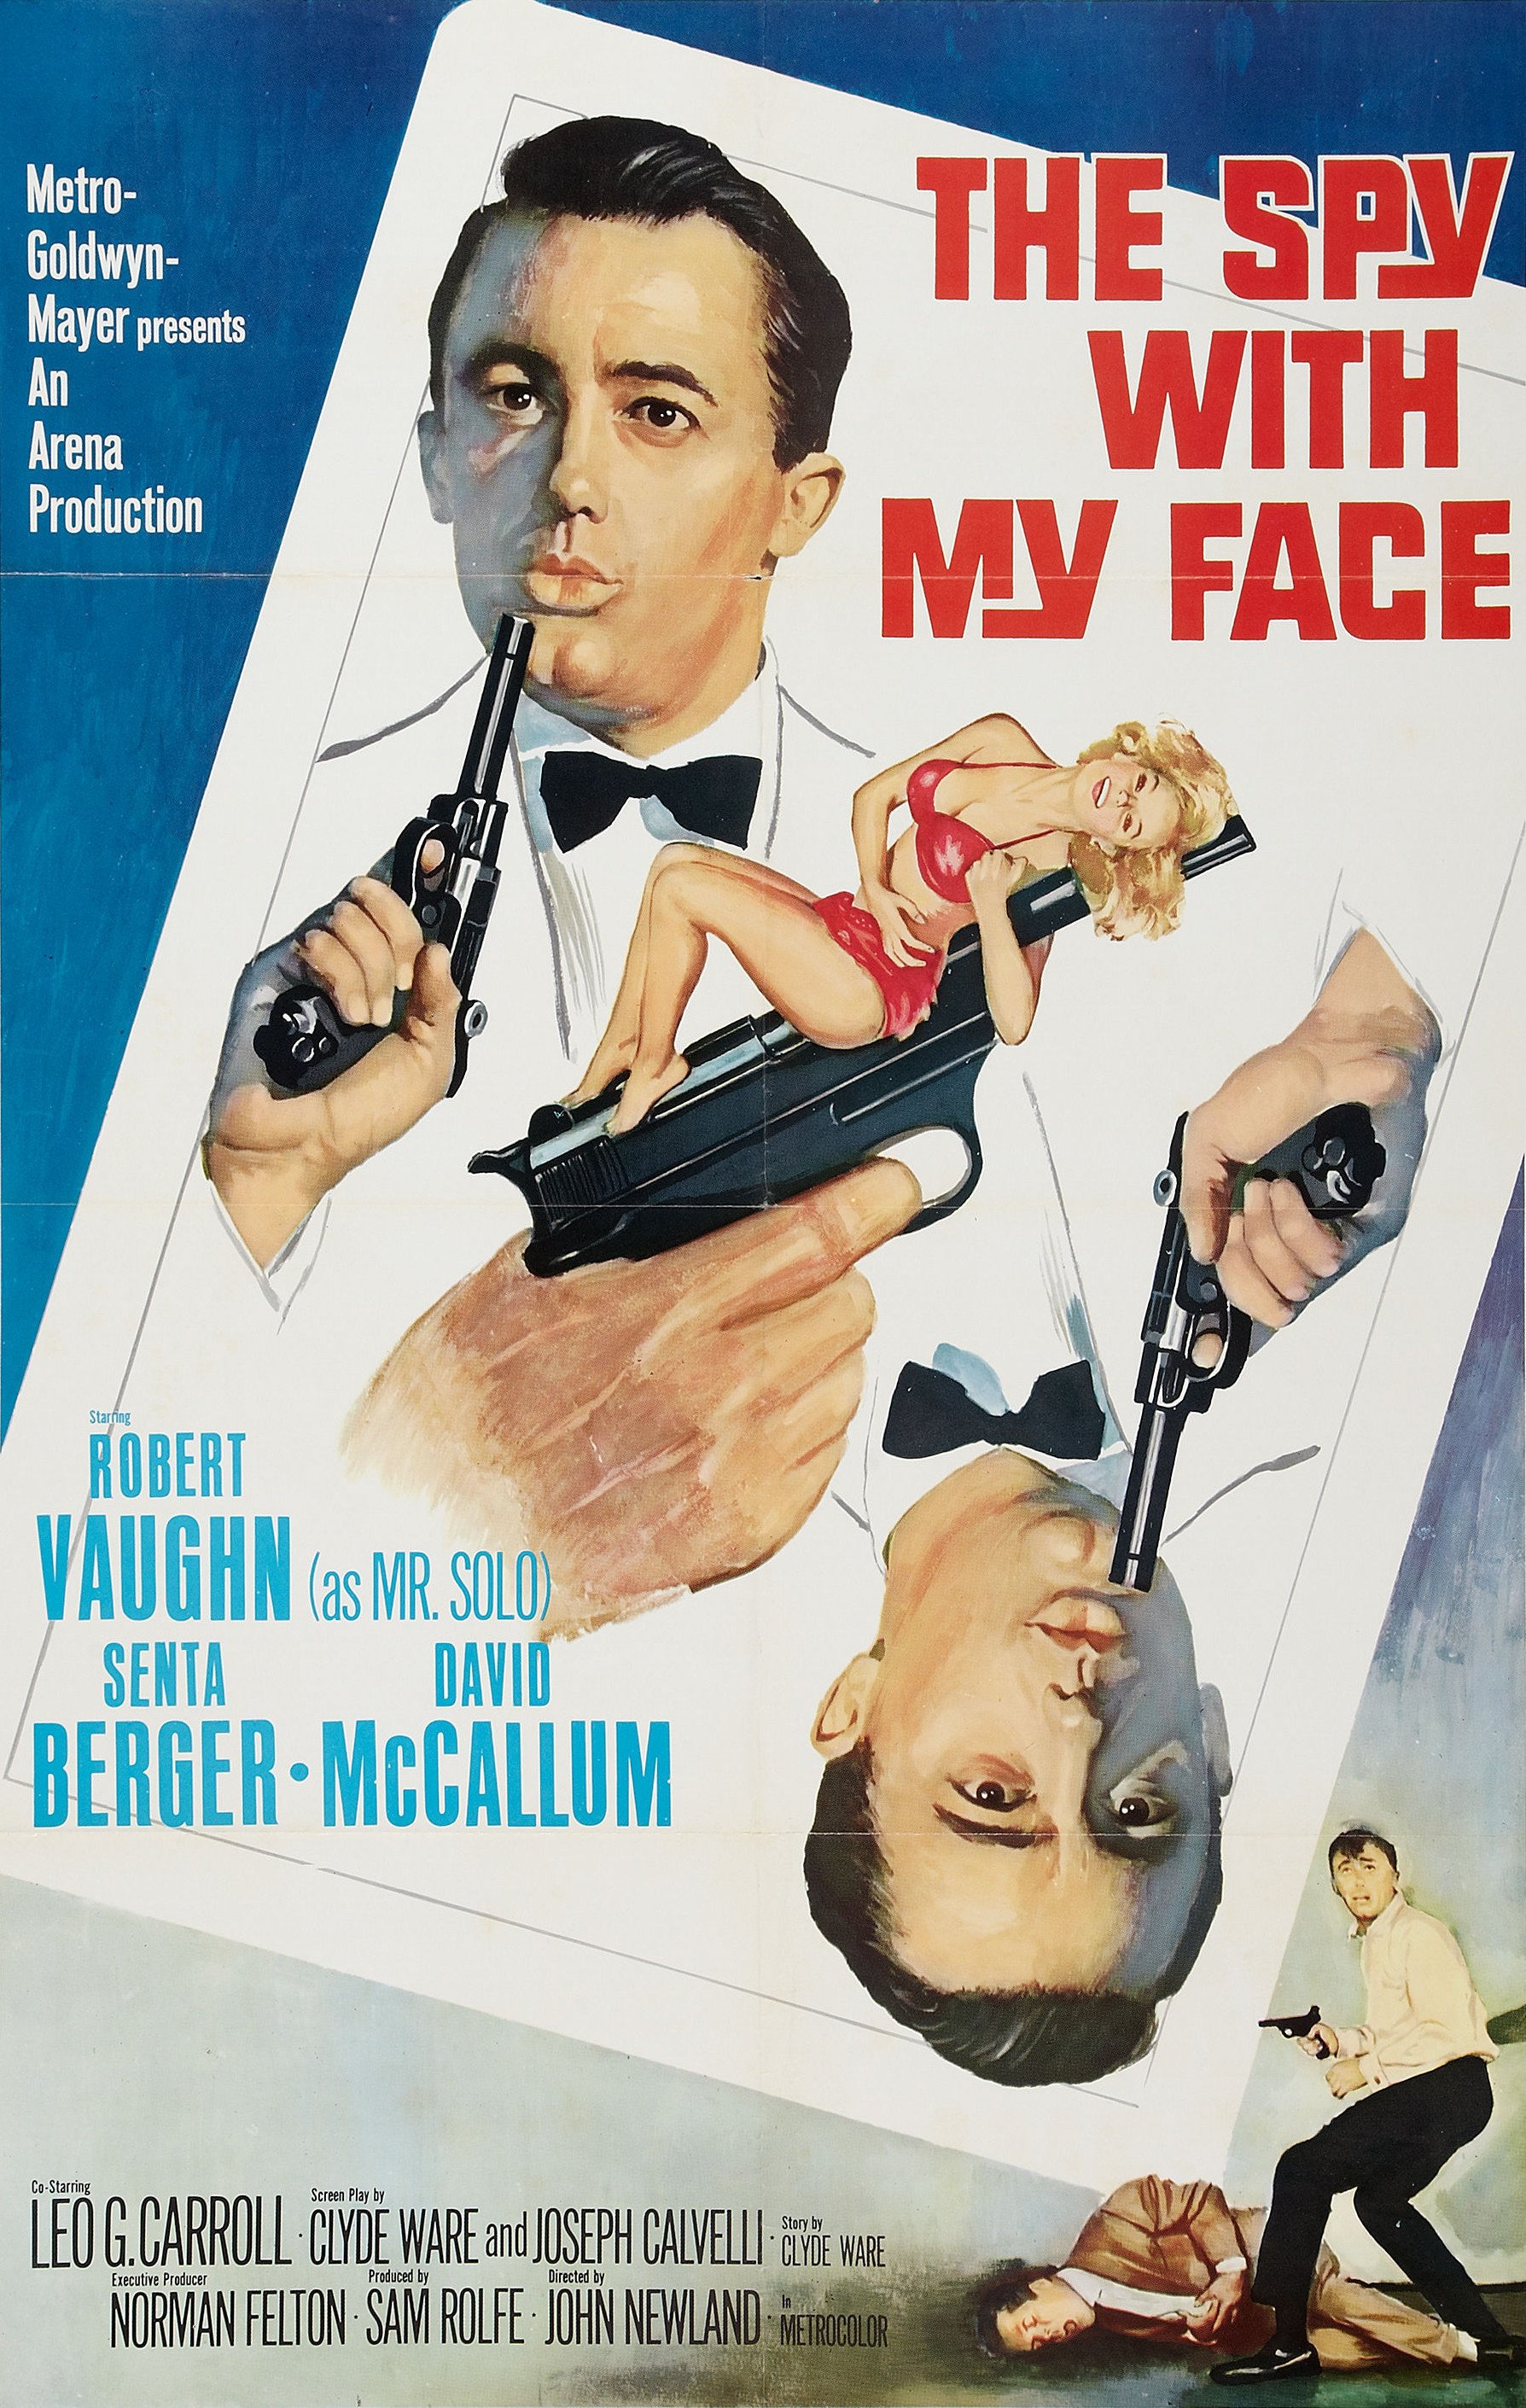 Metro-
Goldwyn-
Mayer presents
An
Arena
Production
THE SPY
WITH
MY FACE
Starring
ROBERT
VAUGHN (as MR. SOLO)
SENTA DAVID
BERGER • McCALLUM
Co-Starring
LEO G. CARROLL · Screen Play by CLYDE WARE and JOSEPH CALVELLI · Story by CLYDE WARE
Executive Producer NORMAN FELTON · Produced by SAM ROLFE · Directed by JOHN NEWLAND · In METROCOLOR